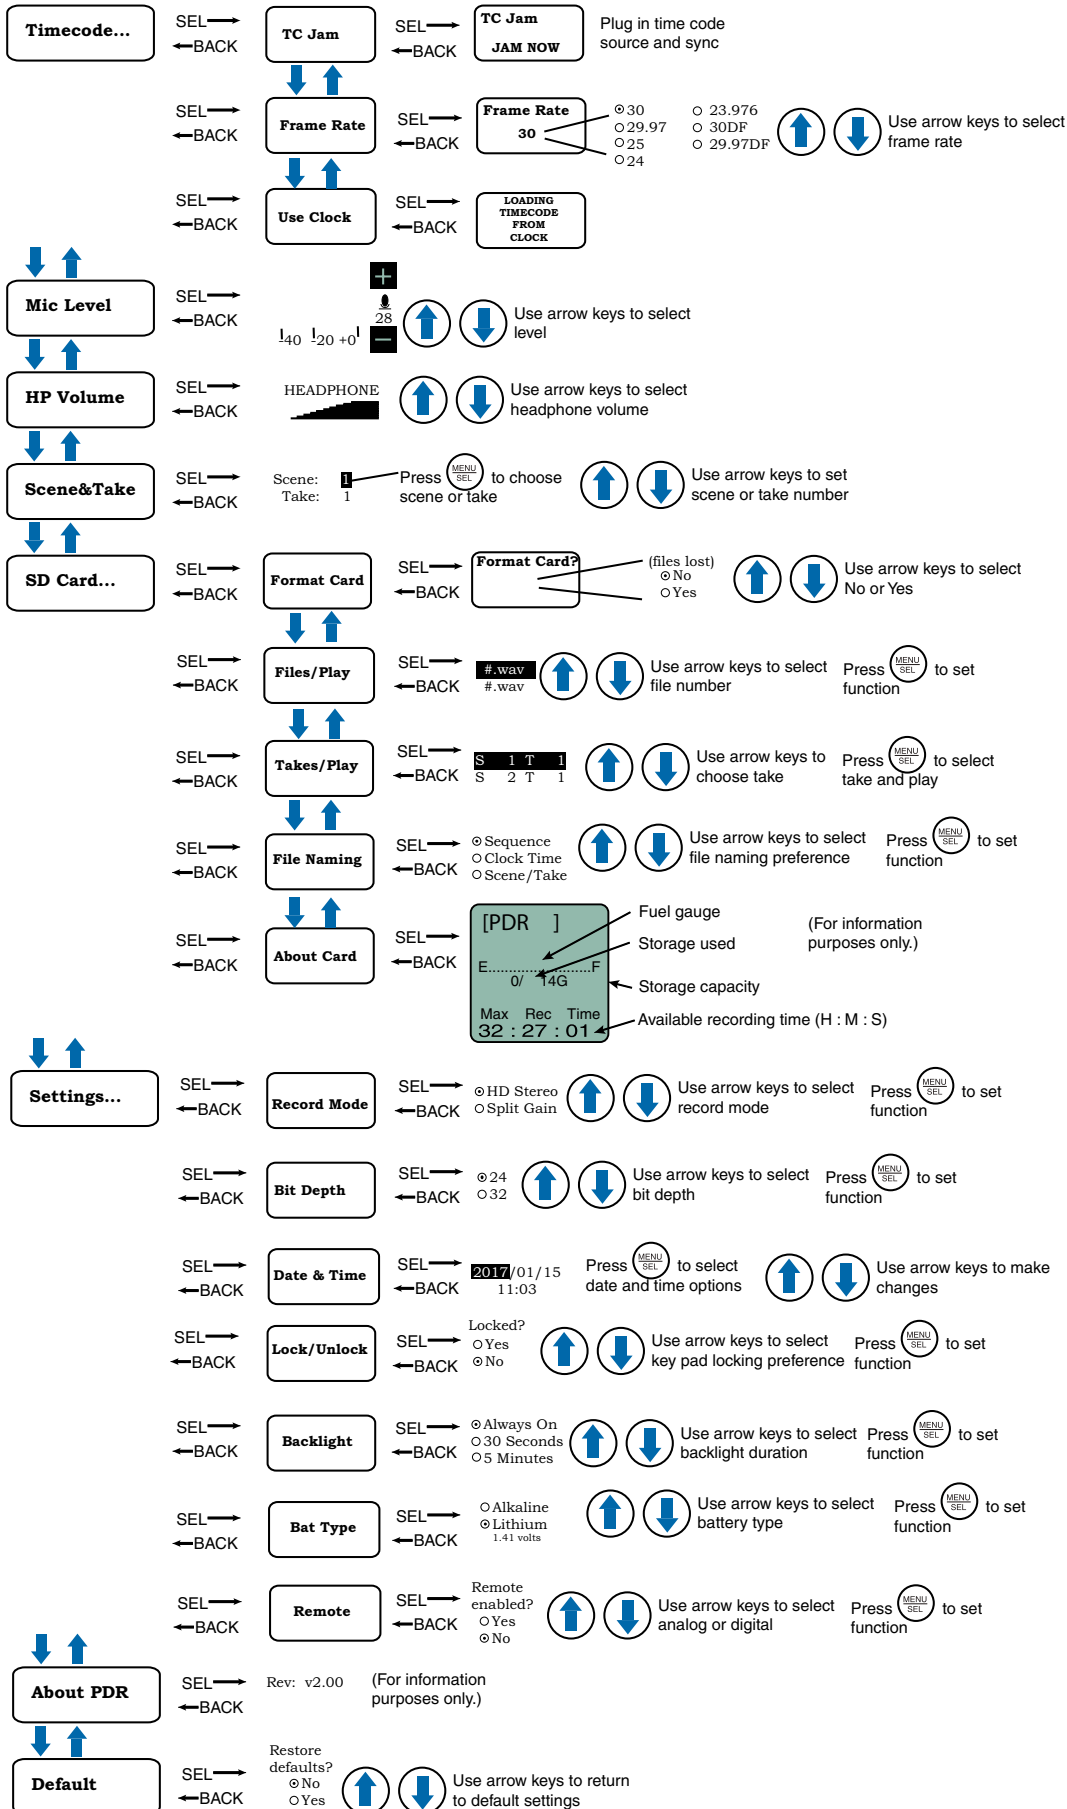 Timecode...
SEL
BACK
TC Jam
SEL
BACK
TC Jam
JAM NOW
Plug in time code
source and sync
SEL
BACK
Frame Rate
SEL
BACK
Frame Rate
30
30
29.97
25
24
23.976
30DF
29.97DF
Use arrow keys to select
frame rate
SEL
BACK
Use Clock
SEL
BACK
LOADING
TIMECODE
FROM
CLOCK
Mic Level
SEL
BACK
-40 -20 +0
+
28
−
Use arrow keys to select
level
HP Volume
SEL
BACK
HEADPHONE
Use arrow keys to select
headphone volume
Scene&Take
SEL
BACK
Scene: 1
Take: 1
Press MENU SEL to choose
scene or take
Use arrow keys to set
scene or take number
SD Card...
SEL
BACK
Format Card
SEL
BACK
Format Card?
(files lost)
No
Yes
Use arrow keys to select
No or Yes
SEL
BACK
Files/Play
SEL
BACK
#.wav
#.wav
Use arrow keys to select
file number
Press MENU SEL to set
function
SEL
BACK
Takes/Play
SEL
BACK
S 1 T 1
S 2 T 1
Use arrow keys to
choose take
Press MENU SEL to select
take and play
SEL
BACK
File Naming
SEL
BACK
Sequence
Clock Time
Scene/Take
Use arrow keys to select
file naming preference
Press MENU SEL to set
function
SEL
BACK
About Card
SEL
BACK
[PDR ]
E........................F
0/ 14G
Max Rec Time
32 : 27 : 01
Fuel gauge
Storage used
Storage capacity
Available recording time (H : M : S)
(For information
purposes only.)
Settings...
SEL
BACK
Record Mode
SEL
BACK
HD Stereo
Split Gain
Use arrow keys to select
record mode
Press MENU SEL to set
function
SEL
BACK
Bit Depth
SEL
BACK
24
32
Use arrow keys to select
bit depth
Press MENU SEL to set
function
SEL
BACK
Date & Time
SEL
BACK
2017/01/15
11:03
Press MENU SEL to select
date and time options
Use arrow keys to make
changes
SEL
BACK
Lock/Unlock
SEL
BACK
Locked?
Yes
No
Use arrow keys to select
key pad locking preference
Press MENU SEL to set
function
SEL
BACK
Backlight
SEL
BACK
Always On
30 Seconds
5 Minutes
Use arrow keys to select
backlight duration
Press MENU SEL to set
function
SEL
BACK
Bat Type
SEL
BACK
Alkaline
Lithium
1.41 volts
Use arrow keys to select
battery type
Press MENU SEL to set
function
SEL
BACK
Remote
SEL
BACK
Remote
enabled?
Yes
No
Use arrow keys to select
analog or digital
Press MENU SEL to set
function
About PDR
SEL
BACK
Rev: v2.00
(For information
purposes only.)
Default
SEL
BACK
Restore
defaults?
No
Yes
Use arrow keys to return
to default settings